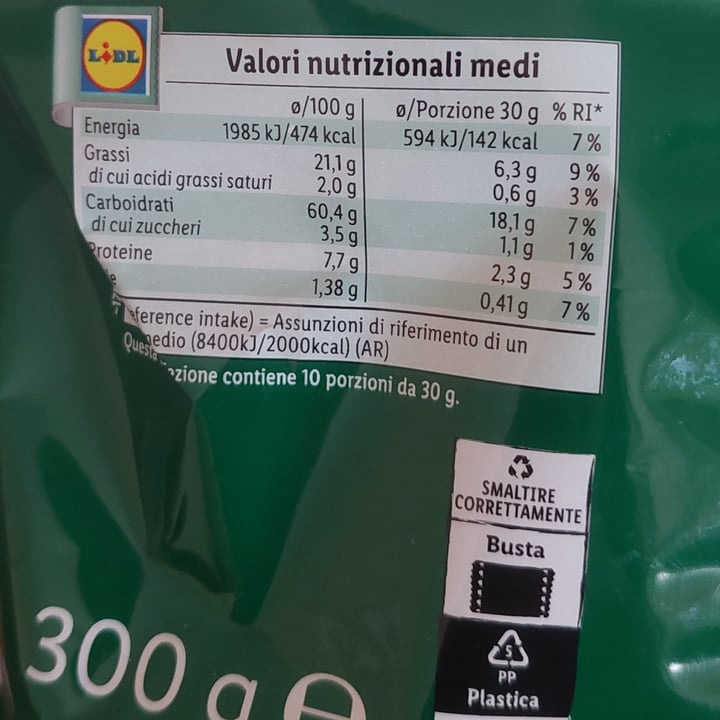 LIDL
Valori nutrizionali medi
ø/100 g ø/Porzione 30 g % RI*
Energia 1985 kJ/474 kcal 594 kJ/142 kcal 7 %
Grassi 21,1 g 6,3 g 9 %
di cui acidi grassi saturi 2,0 g 0,6 g 3 %
Carboidrati 60,4 g 18,1 g 7 %
di cui zuccheri 3,5 g 1,1 g 1 %
Proteine 7,7 g 2,3 g 5 %
1,38 g 0,41 g 7 %
intake) = Assunzioni di riferimento di un
(8400kJ/2000kcal) (AR)
Questa contiene 10 porzioni da 30 g.
SMALTIRE
CORRETTAMENTE
Busta
5
PP
Plastica
300 g